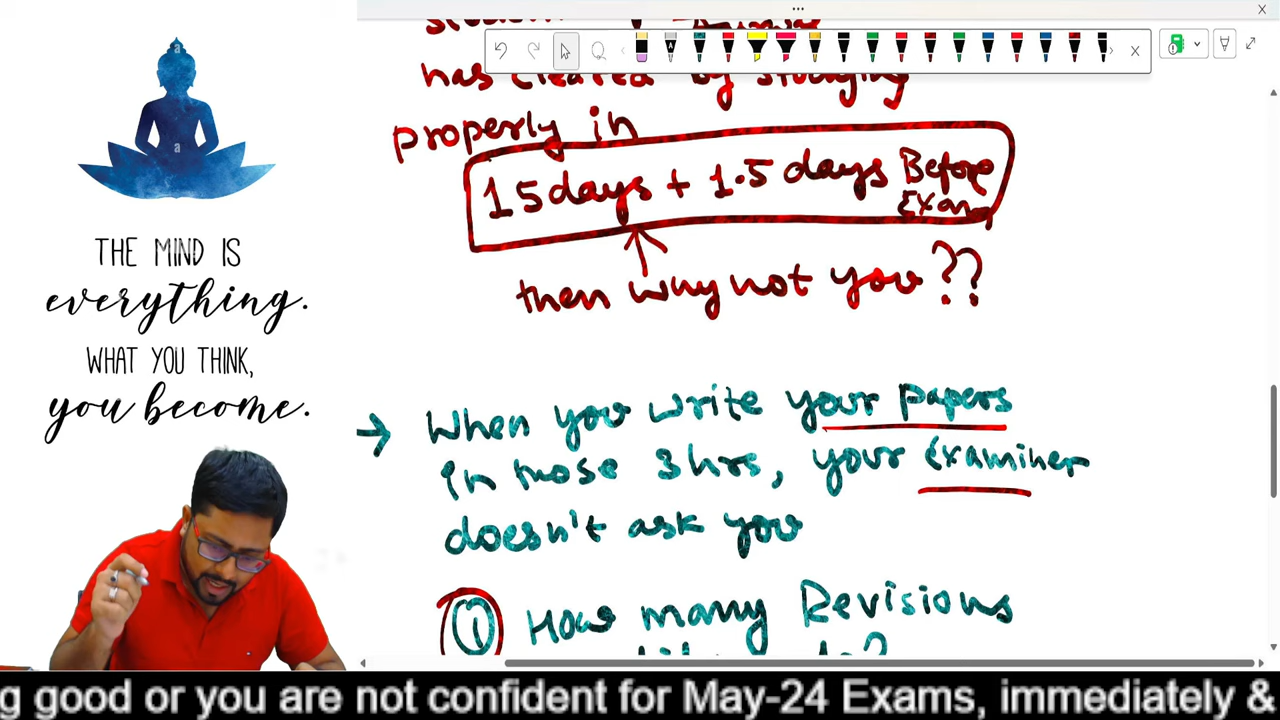 THE MIND IS
everything.
WHAT YOU THINK,
you become.
has cleared by studying
properly in
15 days + 1.5 days Before
Exam
then why not you ??
→ When you write your papers
in those 3hrs, your Examiner
doesn't ask you
① How many Revisions
g good or you are not confident for May-24 Exams, immediately &